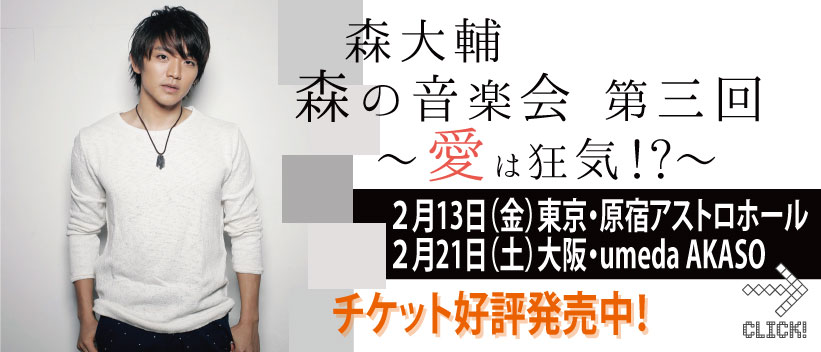 森大輔
森の音楽会 第三回
～愛は狂気!?～
2月13日(金)東京・原宿アストロホール
2月21日(土)大阪・umeda AKASO
チケット好評発売中!
CLICK!